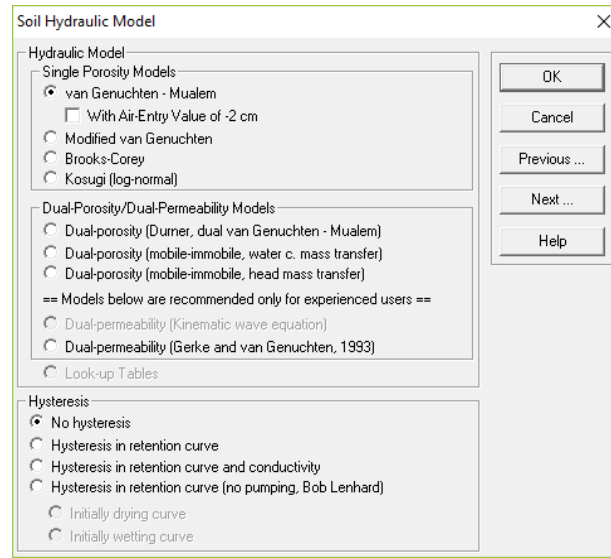 Soil Hydraulic Model
Hydraulic Model
Single Porosity Models
van Genuchten - Mualem
With Air-Entry Value of -2 cm
Modified van Genuchten
Brooks-Corey
Kosugi (log-normal)
Dual-Porosity/Dual-Permeability Models
Dual-porosity (Durner, dual van Genuchten - Mualem)
Dual-porosity (mobile-immobile, water c. mass transfer)
Dual-porosity (mobile-immobile, head mass transfer)
== Models below are recommended only for experienced users ==
Dual-permeability (Kinematic wave equation)
Dual-permeability (Gerke and van Genuchten, 1993)
Look-up Tables
Hysteresis
No hysteresis
Hysteresis in retention curve
Hysteresis in retention curve and conductivity
Hysteresis in retention curve (no pumping, Bob Lenhard)
Initially drying curve
Initially wetting curve
OK
Cancel
Previous ...
Next ...
Help